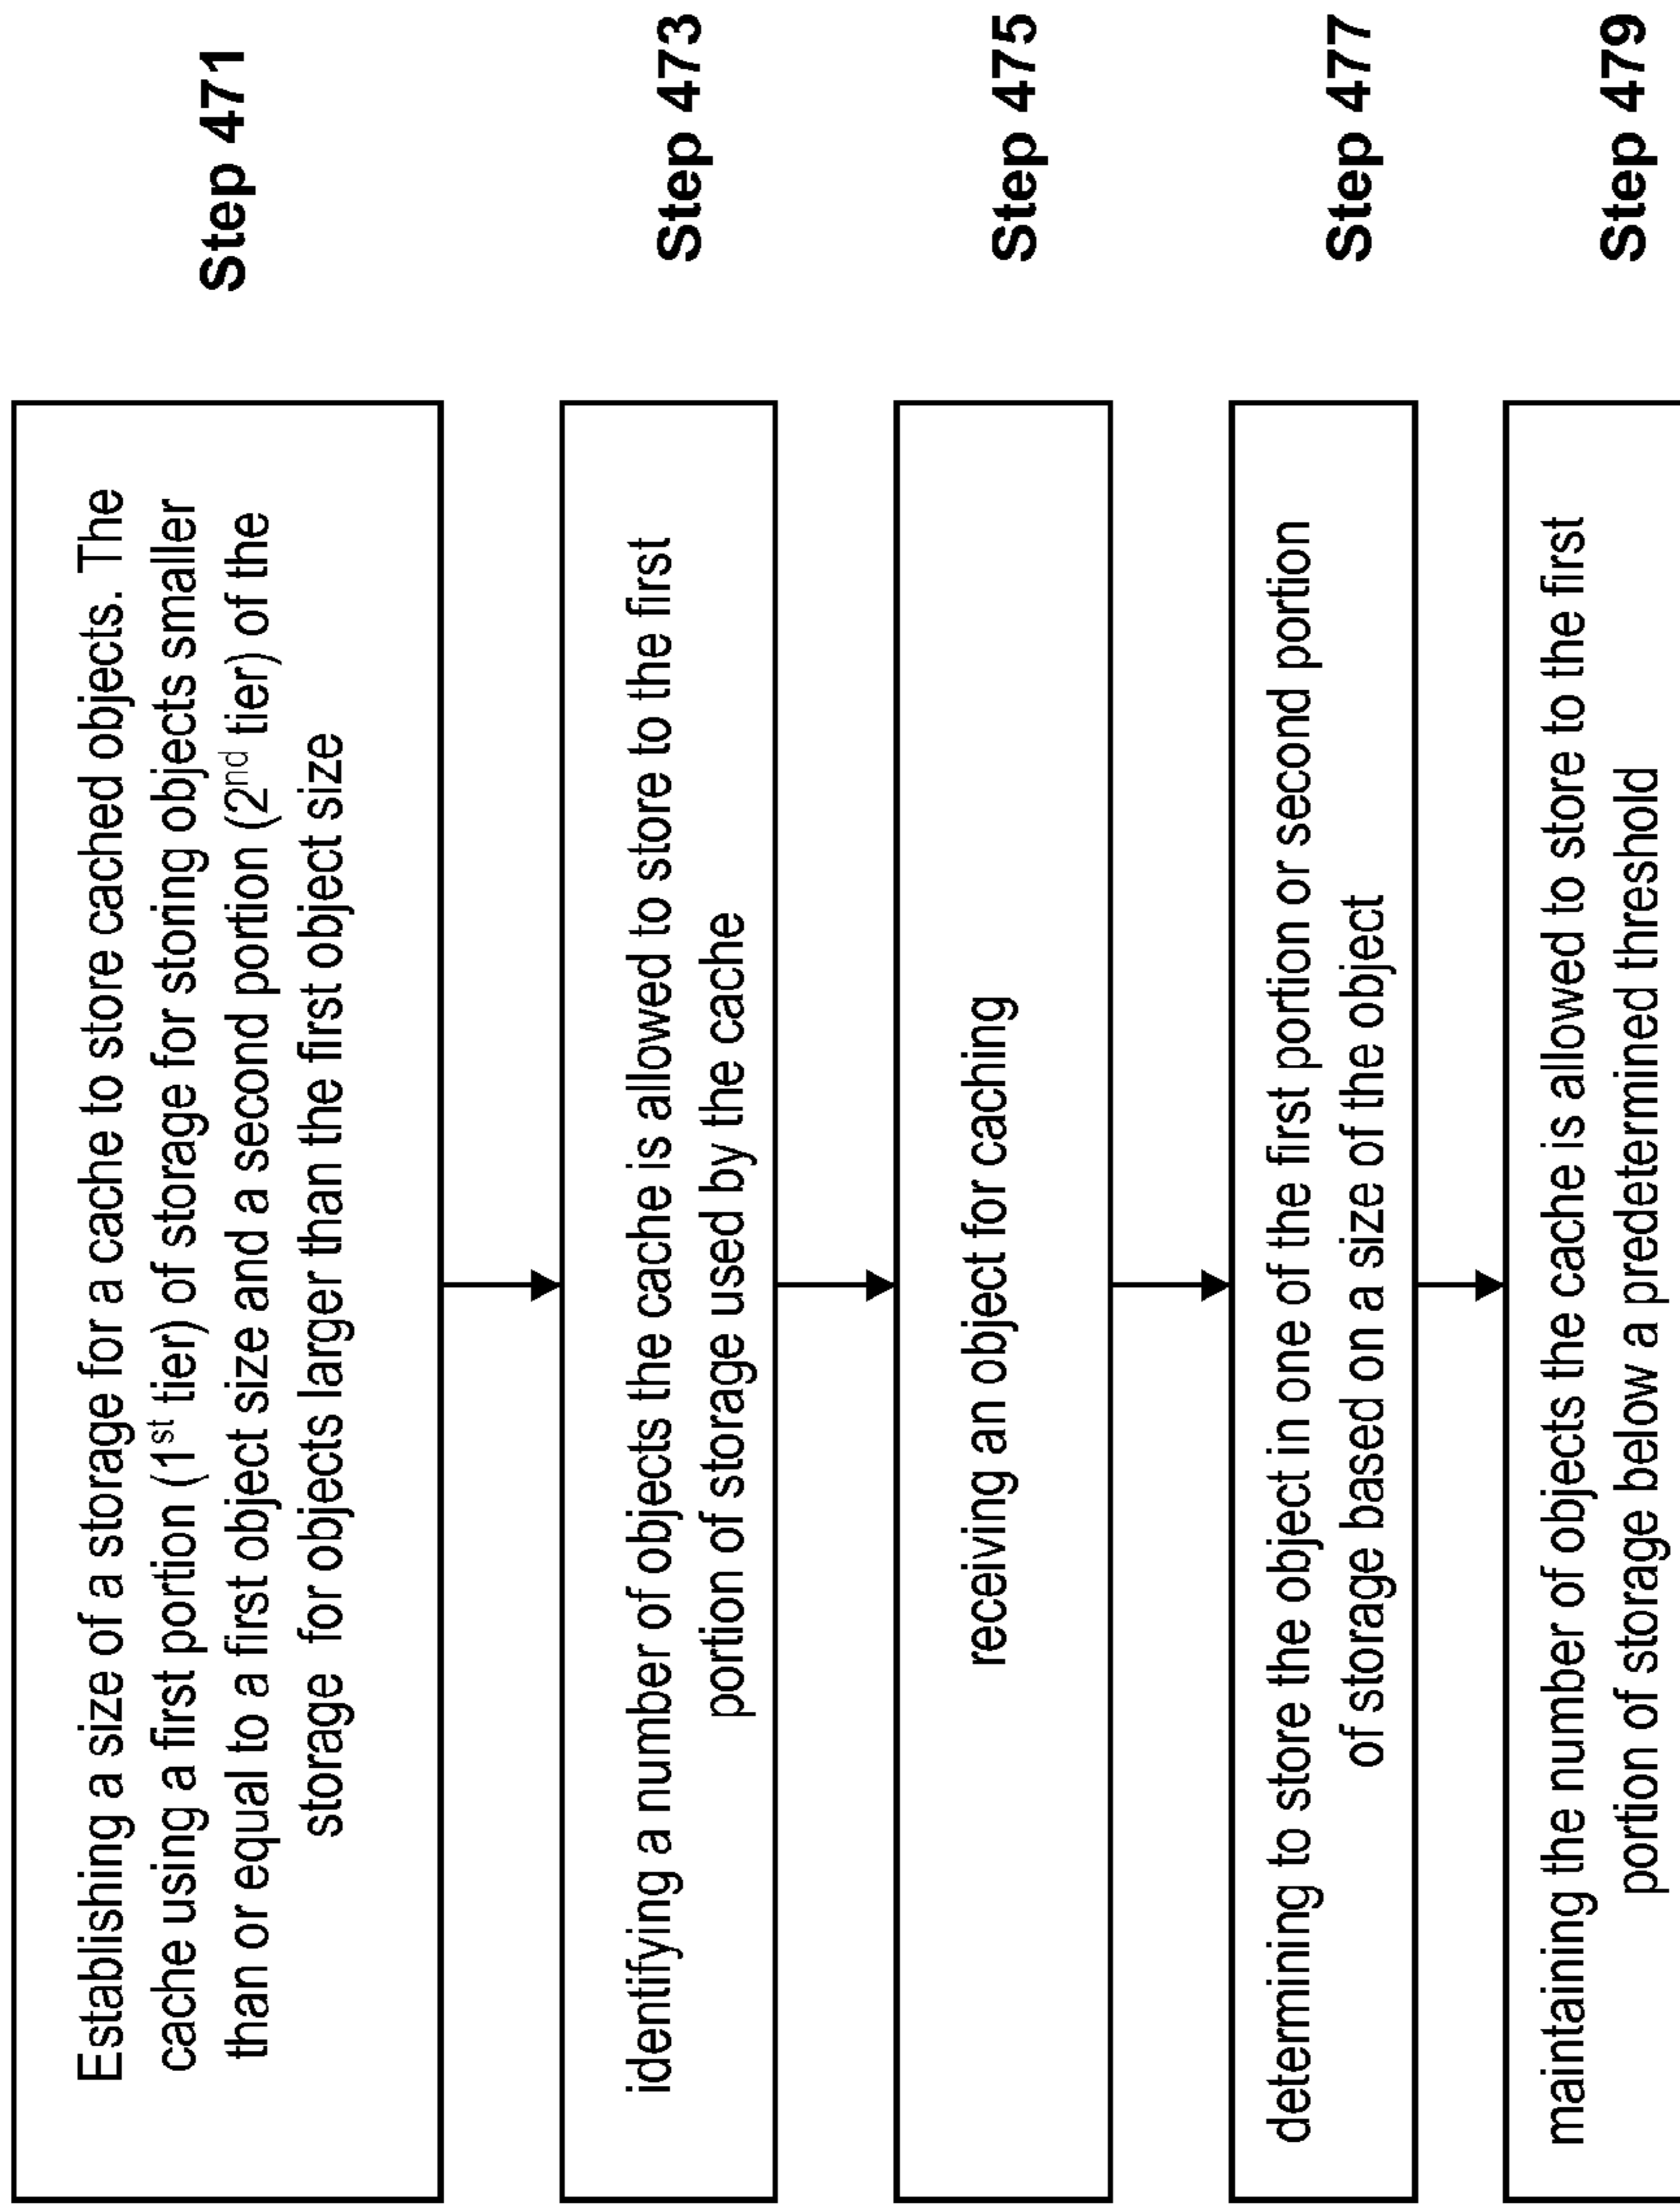 Establishing a size of a storage for a cache to store cached objects. The
cache using a first portion (1st tier) of storage for storing objects smaller
than or equal to a first object size and a second portion (2nd tier) of the
storage for objects larger than the first object size
Step 471
identifying a number of objects the cache is allowed to store to the first
portion of storage used by the cache
Step 473
receiving an object for caching
Step 475
determining to store the object in one of the first portion or second portion
of storage based on a size of the object
Step 477
maintaining the number of objects the cache is allowed to store to the first
portion of storage below a predetermined threshold
Step 479